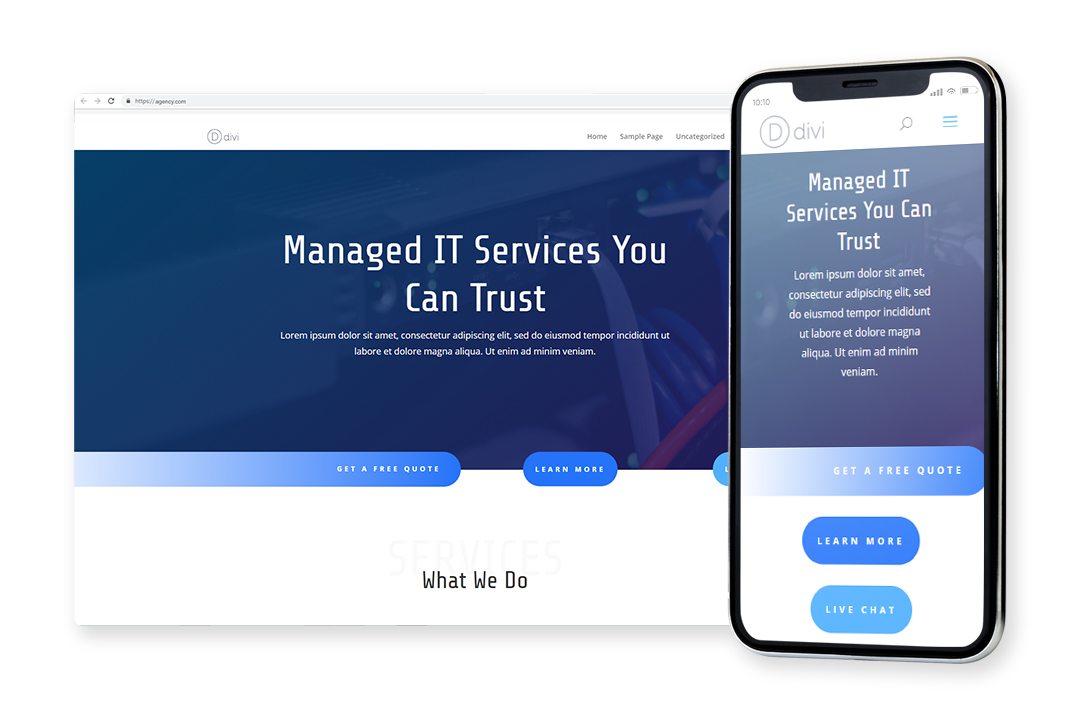 https://agency.com
D divi
Home Sample Page Uncategorized
Managed IT Services You
Can Trust
Lorem ipsum dolor sit amet, consectetur adipiscing elit, sed do eiusmod tempor incididunt ut
labore et dolore magna aliqua. Ut enim ad minim veniam.
GET A FREE QUOTE
LEARN MORE
L
SERVICES
What We Do
10:10
D divi
Managed IT
Services You Can
Trust
Lorem ipsum dolor sit amet,
consectetur adipiscing elit, sed
do eiusmod tempor incididunt
ut labore et dolore magna
aliqua. Ut enim ad minim
veniam.
GET A FREE QUOTE
LEARN MORE
LIVE CHAT